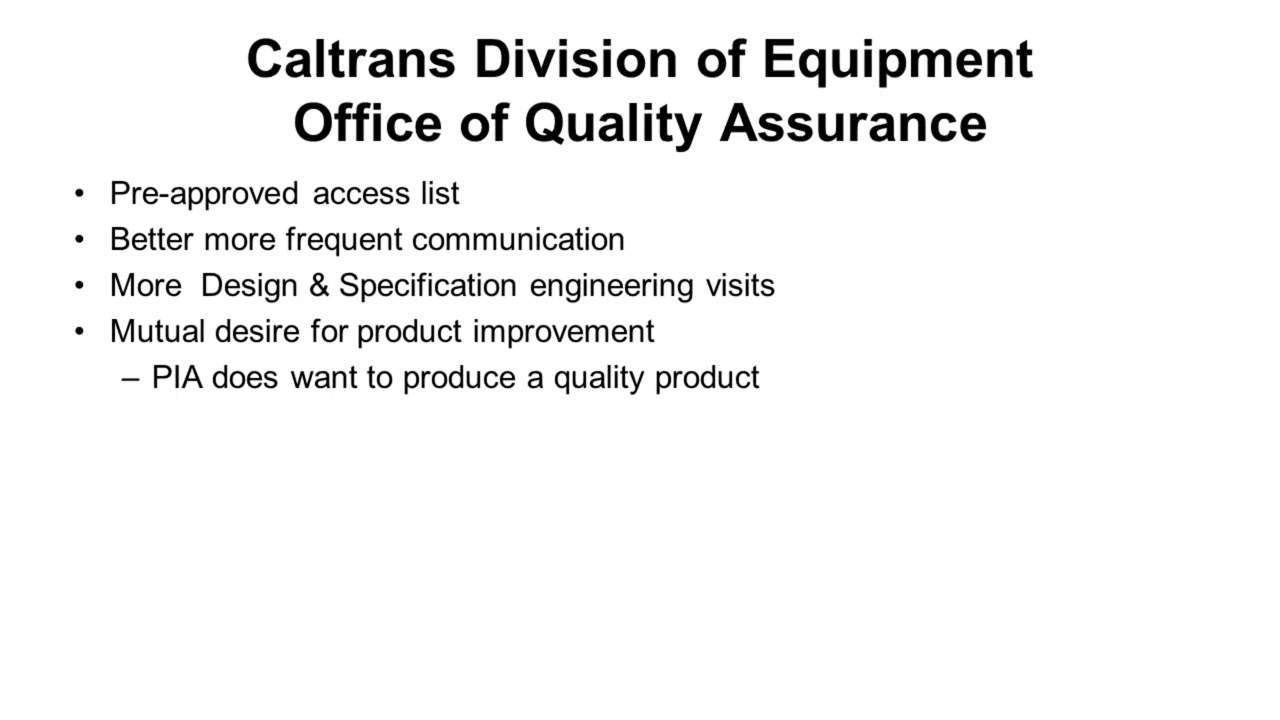 Caltrans Division of Equipment
Office of Quality Assurance
• Pre-approved access list
• Better more frequent communication
• More  Design & Specification engineering visits
• Mutual desire for product improvement
– PIA does want to produce a quality product